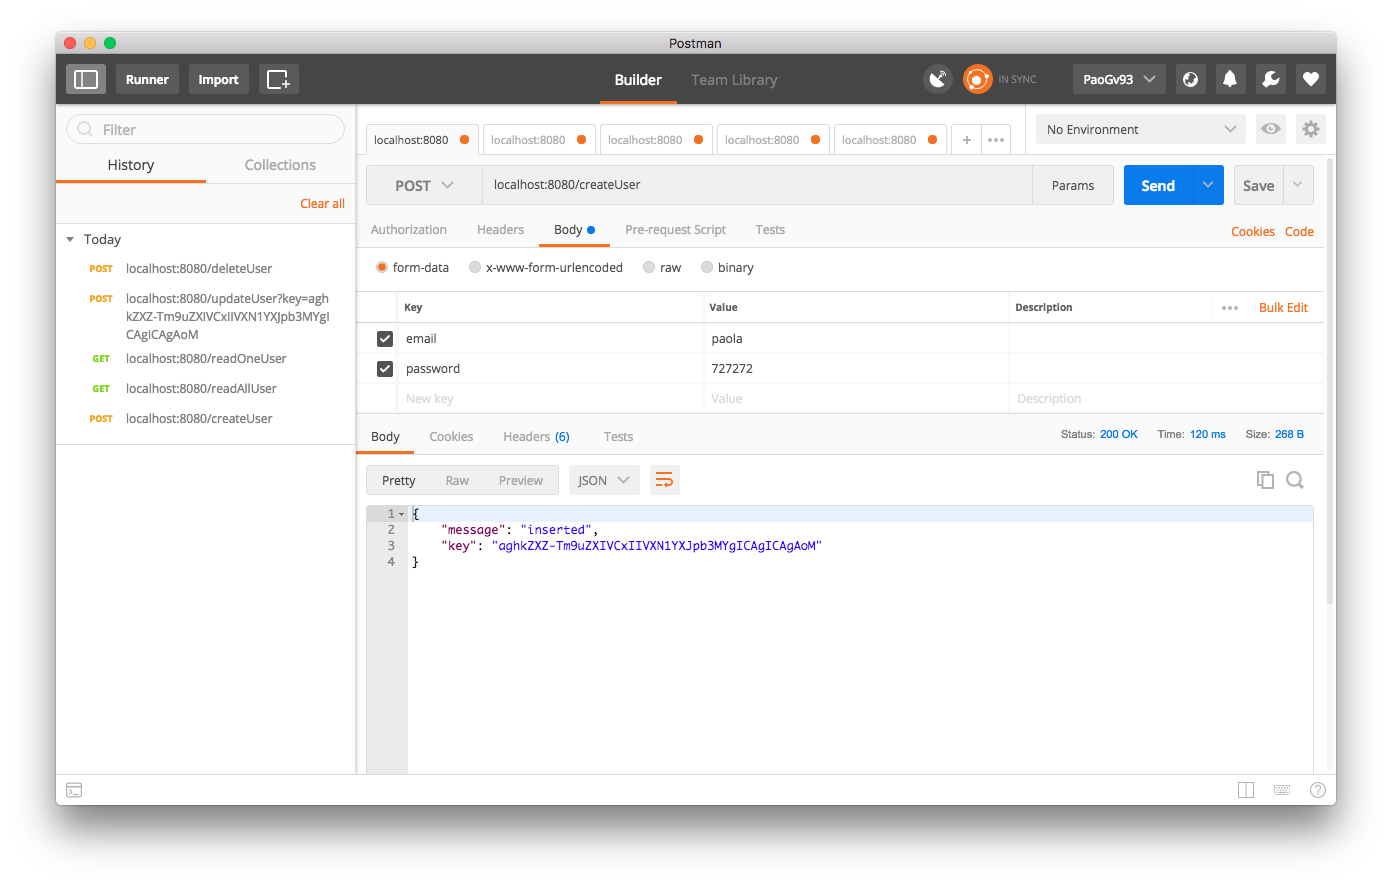 Postman
Runner Import Builder Team Library IN SYNC PaoGv93
Filter
History Collections
Clear all
Today
POST localhost:8080/deleteUser
POST localhost:8080/updateUser?key=agh
kZXZ-Tm9uZXIVCxIIVXN1YXJpb3MYgI
CAgICAgAoM
GET localhost:8080/readOneUser
GET localhost:8080/readAllUser
POST localhost:8080/createUser
localhost:8080 localhost:8080 localhost:8080 localhost:8080 localhost:8080 + ••• No Environment
POST localhost:8080/createUser Params Send Save
Authorization Headers Body Pre-request Script Tests Cookies Code
form-data x-www-form-urlencoded raw binary
Key Value Description ••• Bulk Edit
email paola
password 727272
New key Value Description
Body Cookies Headers (6) Tests Status: 200 OK Time: 120 ms Size: 268 B
Pretty Raw Preview JSON
1 {
2 "message": "inserted",
3 "key": "aghkZXZ-Tm9uZXIVCxIIVXN1YXJpb3MYgICAgICAgAoM"
4 }